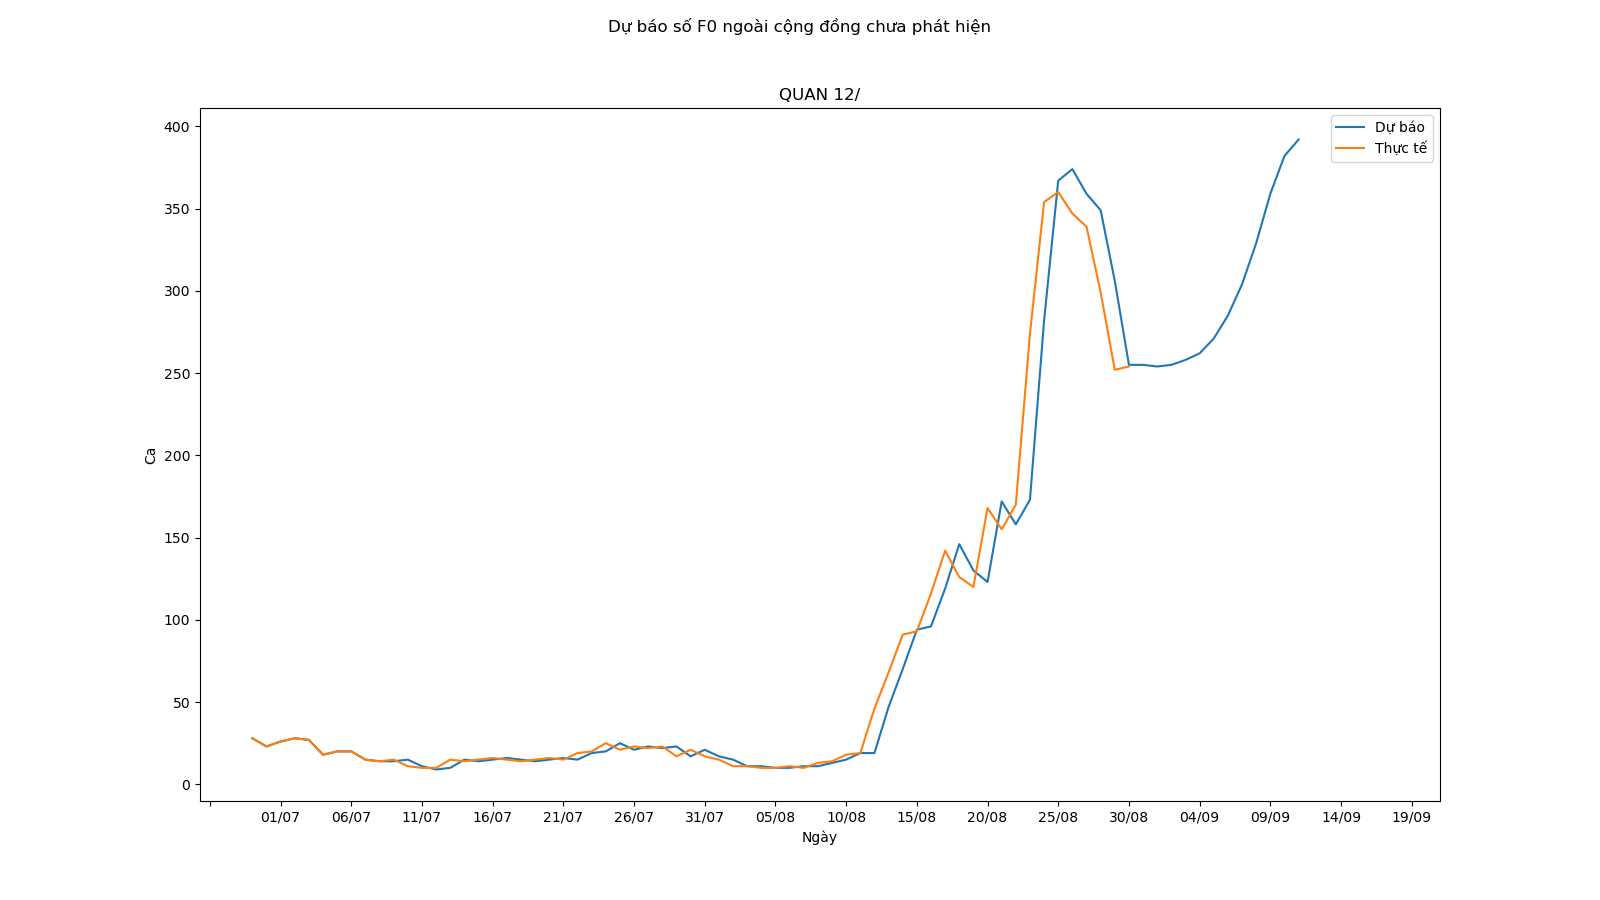 Dự báo số F0 ngoài cộng đồng chưa phát hiện
QUAN 12/
Dự báo
Thực tế
400
350
300
250
200
150
100
50
0
Ca
01/07 06/07 11/07 16/07 21/07 26/07 31/07 05/08 10/08 15/08 20/08 25/08 30/08 04/09 09/09 14/09 19/09
Ngày